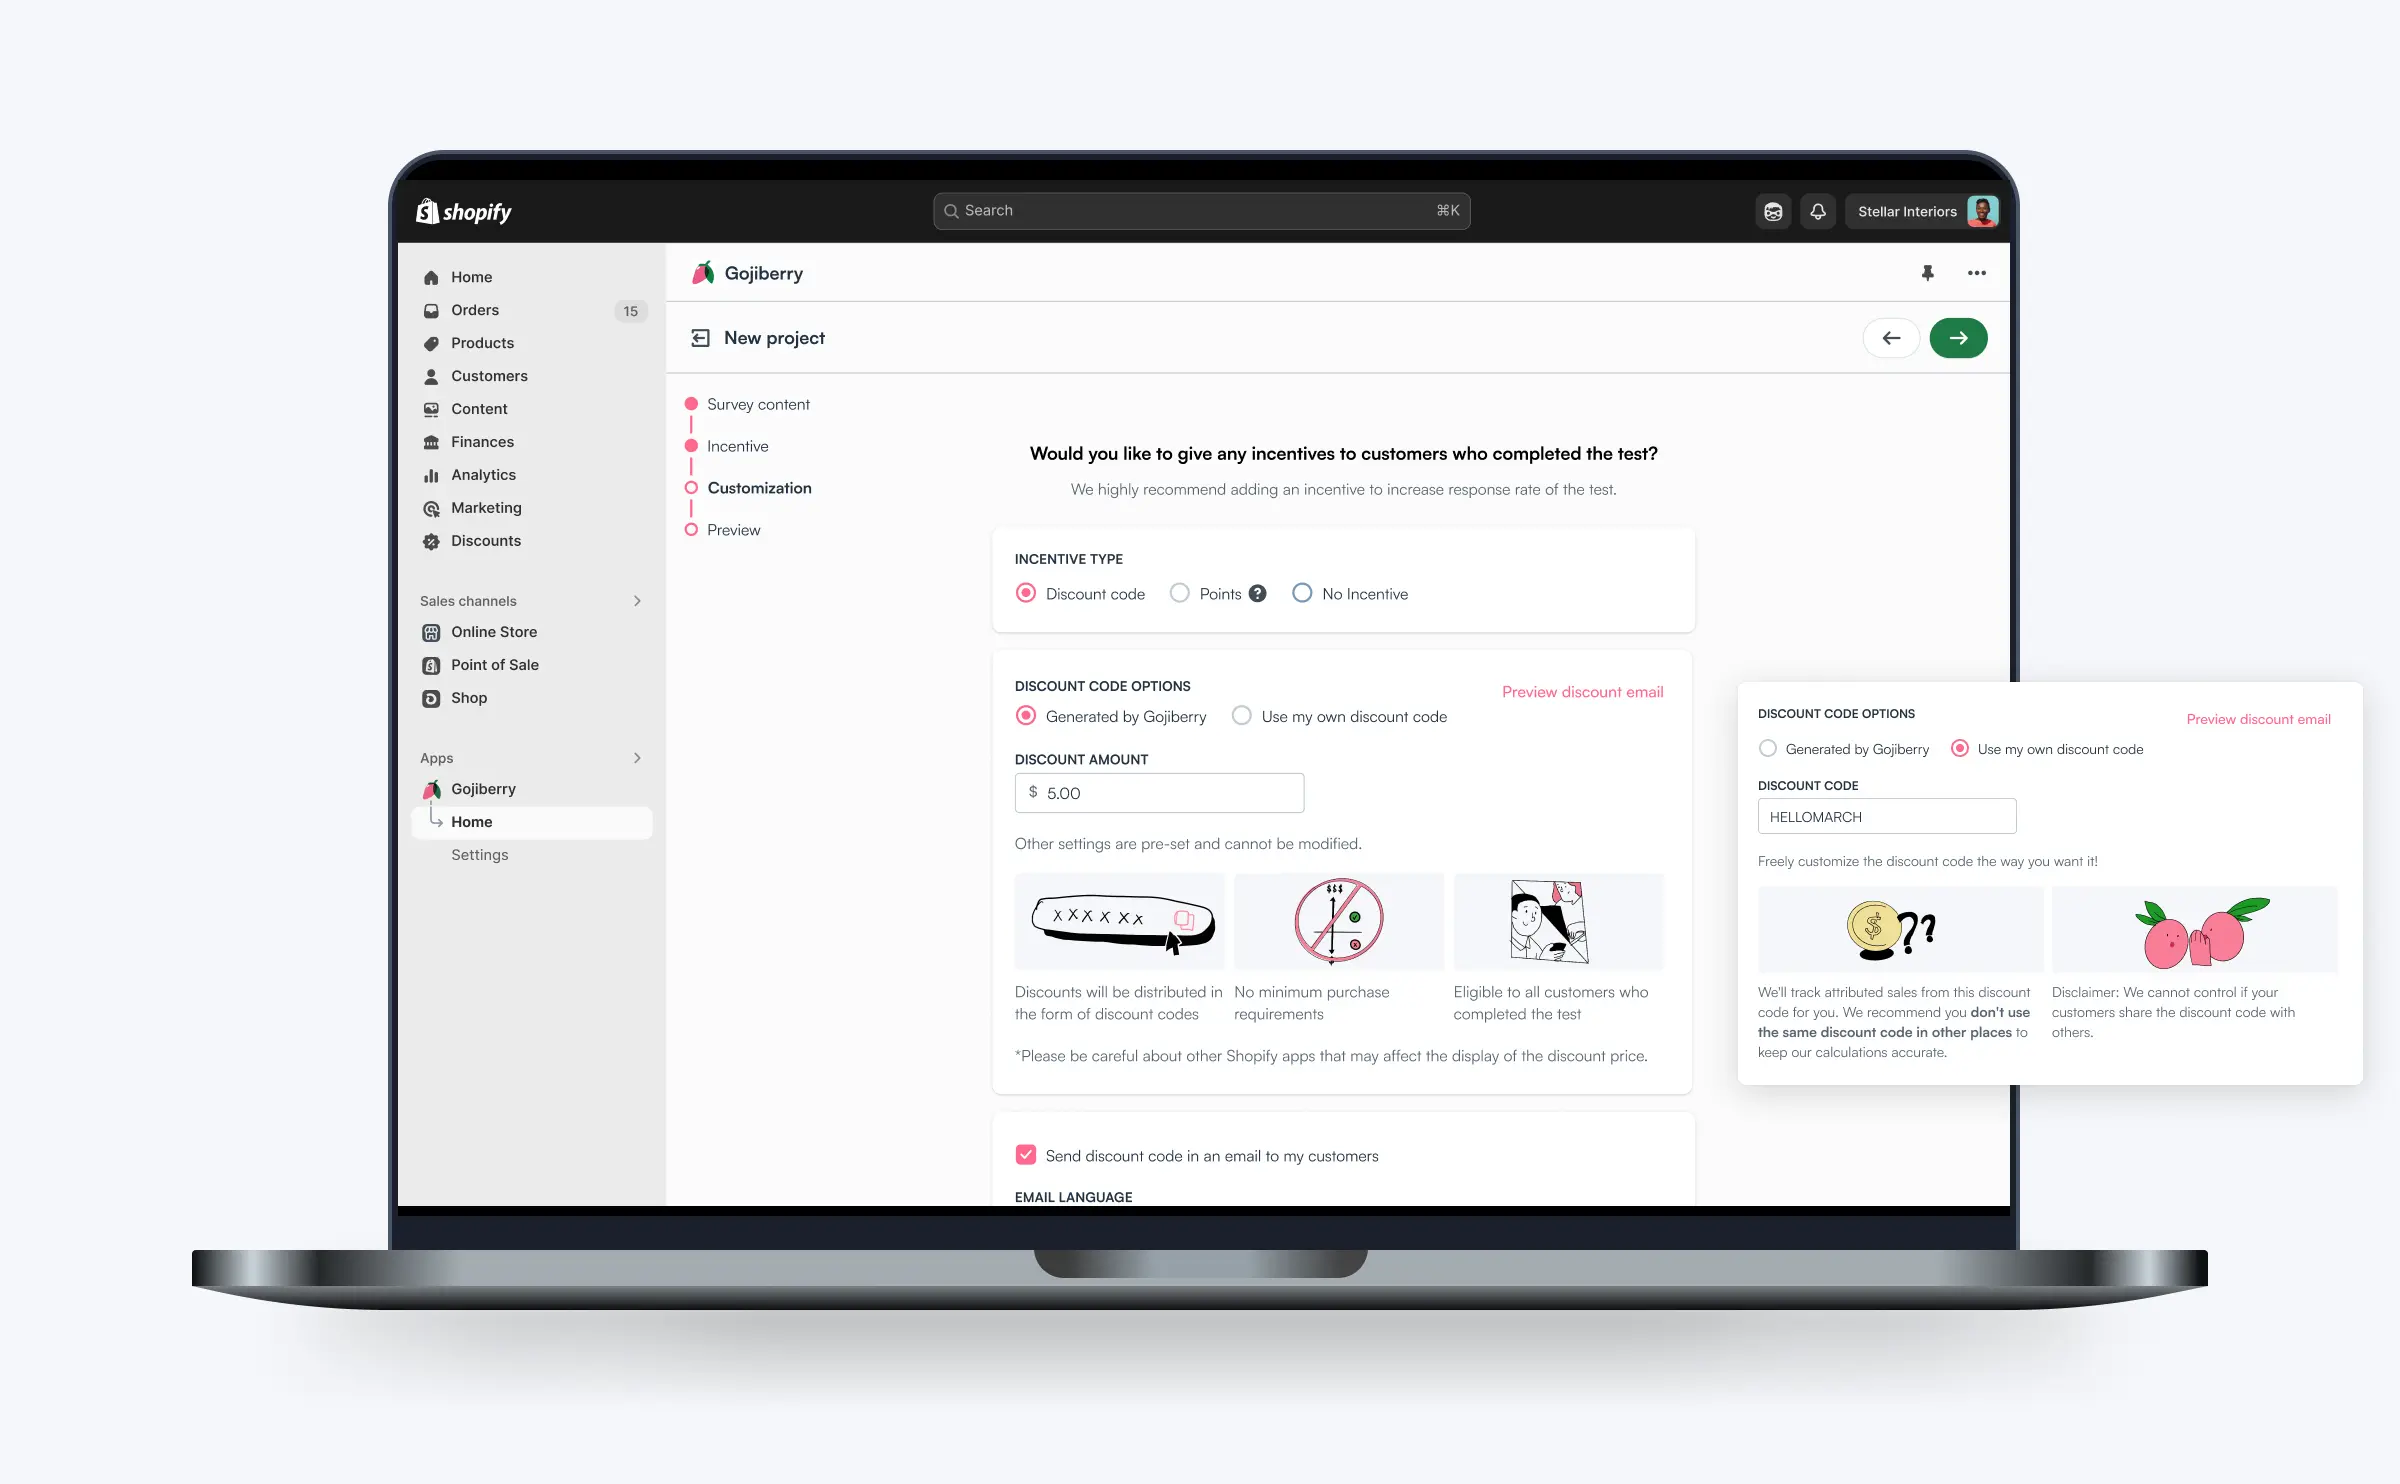 shopify
Search
⌘K
Stellar Interiors
Home
Orders
15
Products
Customers
Content
Finances
Analytics
Marketing
Discounts
Sales channels
Online Store
Point of Sale
Shop
Apps
Gojiberry
Home
Settings
Gojiberry
New project
Survey content
Incentive
Customization
Preview
Would you like to give any incentives to customers who completed the test?
We highly recommend adding an incentive to increase response rate of the test.
INCENTIVE TYPE
Discount code
Points ?
No Incentive
DISCOUNT CODE OPTIONS
Preview discount email
Generated by Gojiberry
Use my own discount code
DISCOUNT AMOUNT
$ 5.00
Other settings are pre-set and cannot be modified.
X X X X X X
$$$
Discounts will be distributed in
the form of discount codes
No minimum purchase
requirements
Eligible to all customers who
completed the test
*Please be careful about other Shopify apps that may affect the display of the discount price.
Send discount code in an email to my customers
EMAIL LANGUAGE
DISCOUNT CODE OPTIONS
Preview discount email
Generated by Gojiberry
Use my own discount code
DISCOUNT CODE
HELLOMARCH
Freely customize the discount code the way you want it!
$ ??
We'll track attributed sales from this discount
code for you. We recommend you don't use
the same discount code in other places to
keep our calculations accurate.
Disclaimer: We cannot control if your
customers share the discount code with
others.